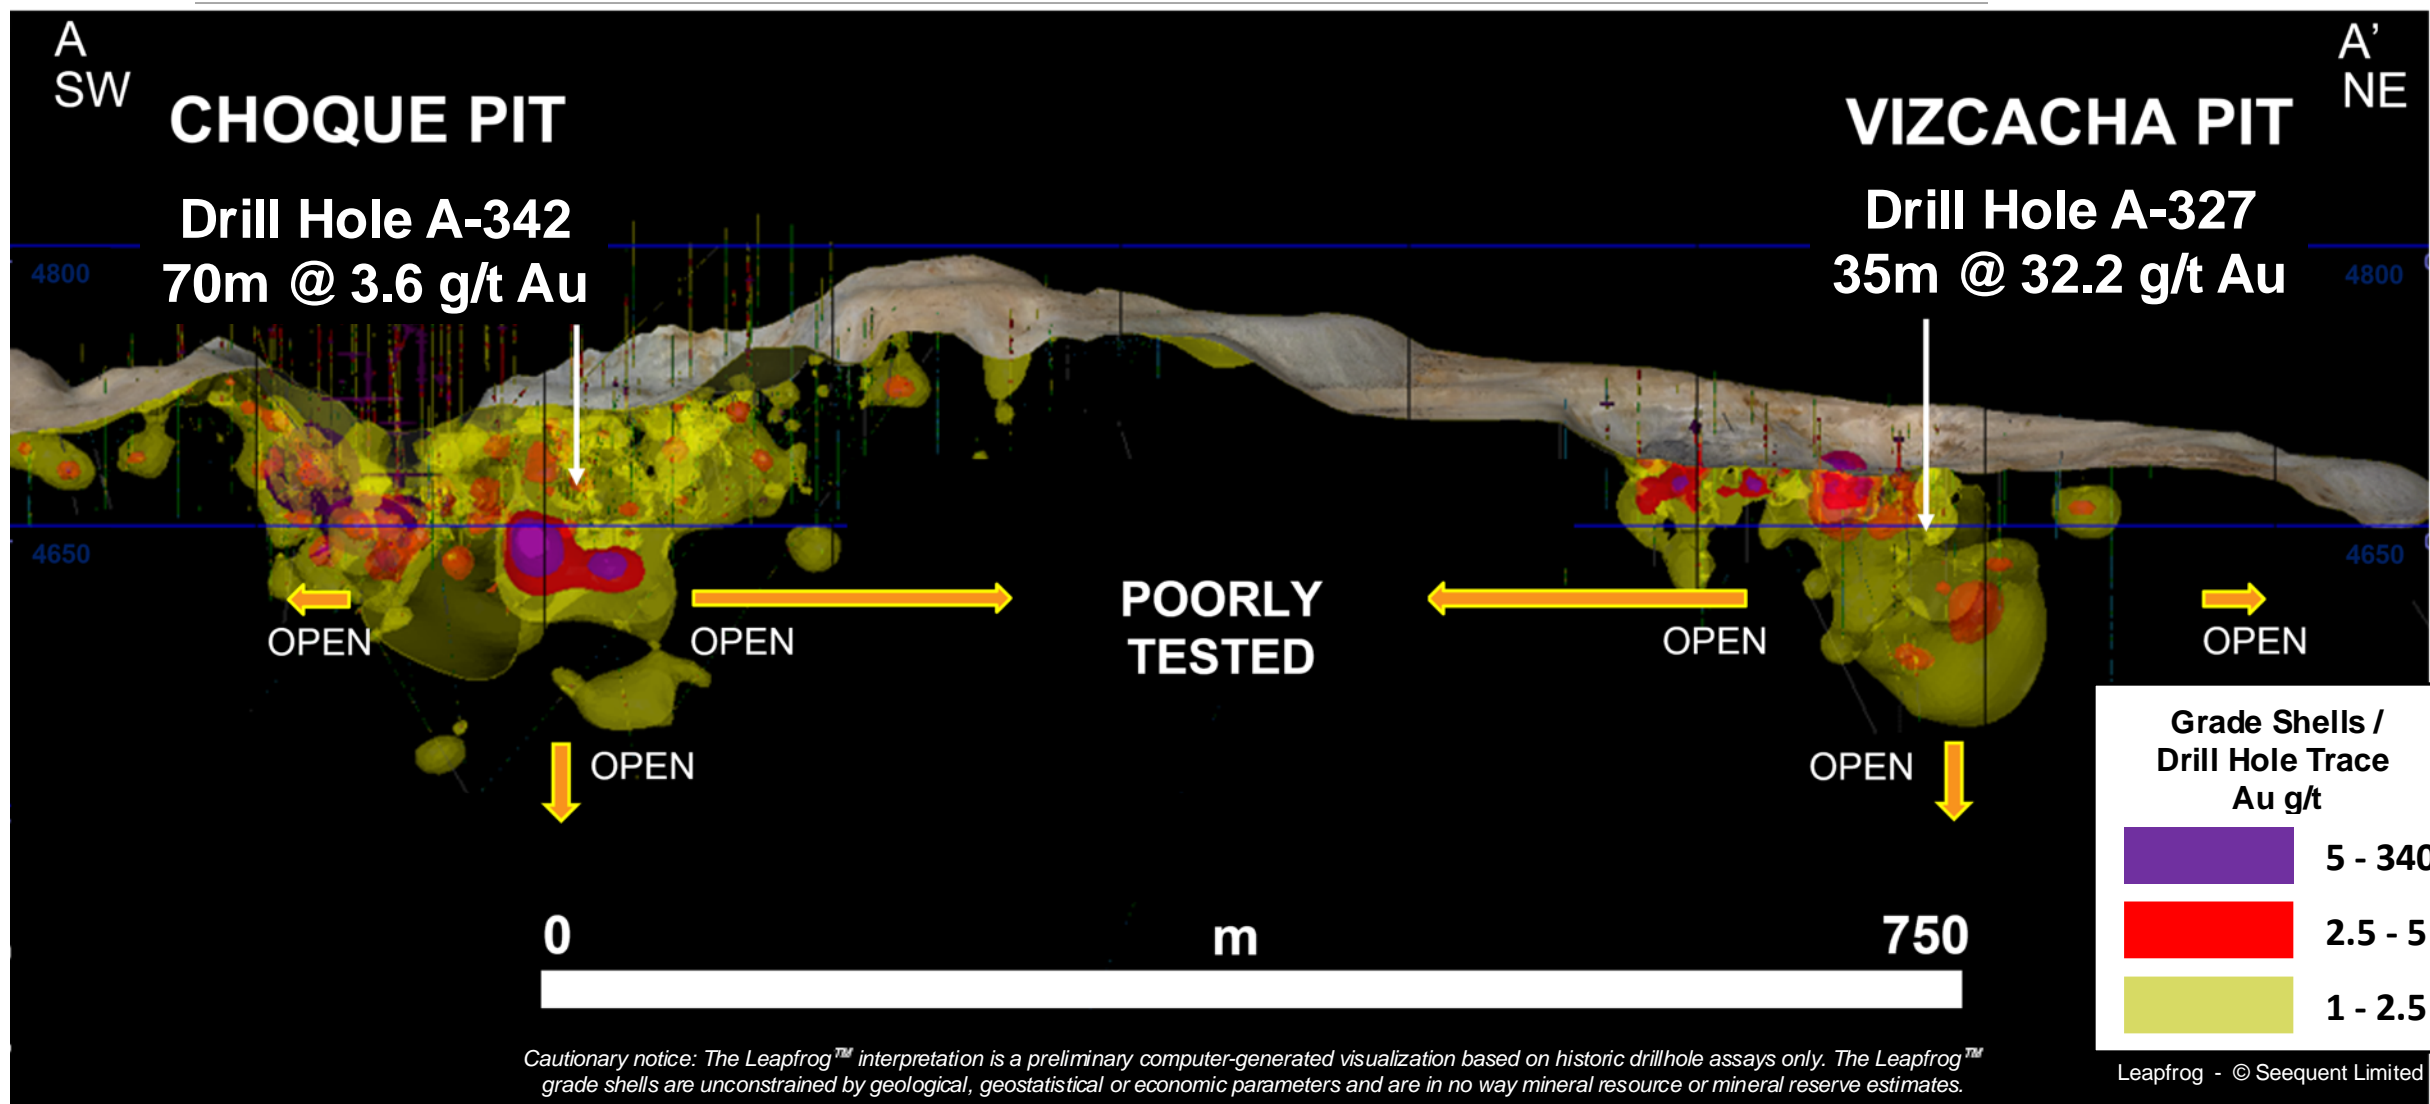 A
SW
A’
NE
CHOQUE PIT
VIZCACHA PIT
Drill Hole A-342
70m @ 3.6 g/t Au
Drill Hole A-327
35m @ 32.2 g/t Au
4800
4800
4650
4650
OPEN
OPEN
POORLY
TESTED
OPEN
OPEN
OPEN
OPEN
Grade Shells /
Drill Hole Trace
Au g/t
5 - 340
2.5 - 5
1 - 2.5
0
m
750
Cautionary notice: The Leapfrog™ interpretation is a preliminary computer-generated visualization based on historic drillhole assays only. The Leapfrog™
grade shells are unconstrained by geological, geostatistical or economic parameters and are in no way mineral resource or mineral reserve estimates.
Leapfrog - © Seequent Limited